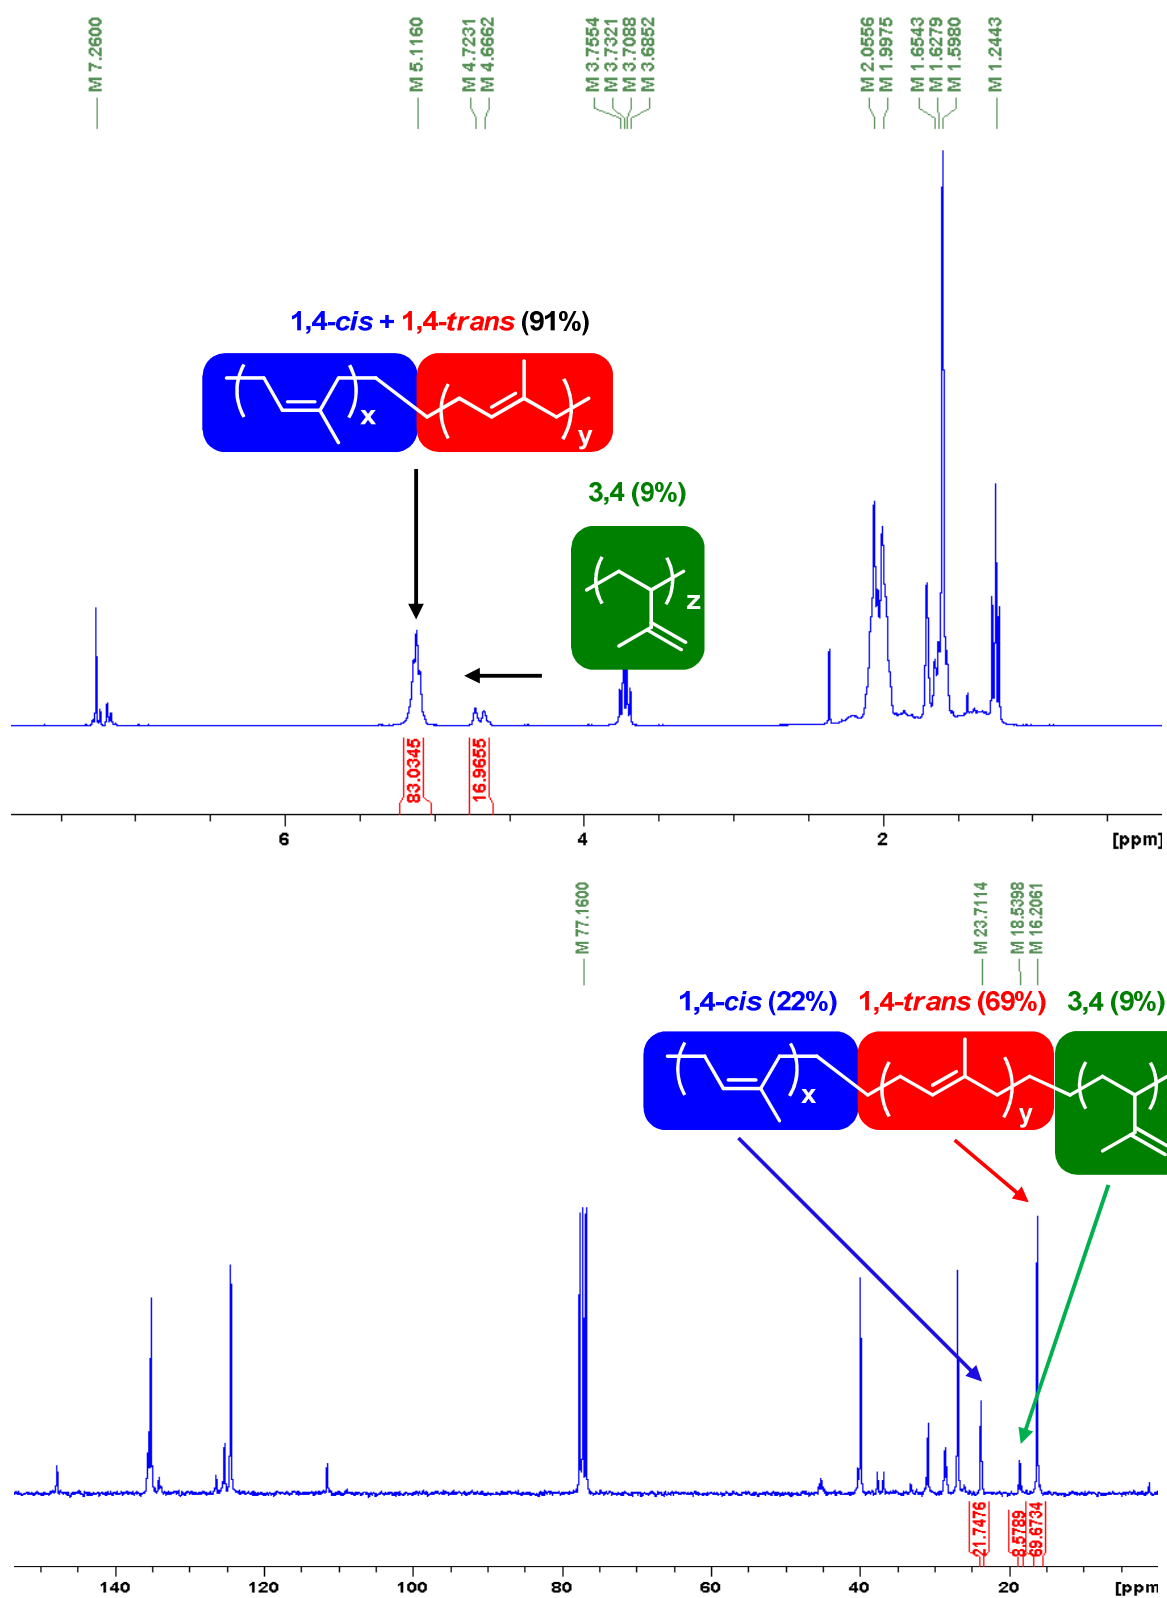 M 7.2600
M 5.1160
M 4.7231
M 4.6662
M 3.7554
M 3.7321
M 3.7088
M 3.6852
M 2.0556
M 1.9975
M 1.6543
M 1.6279
M 1.5980
M 1.2443
1,4-cis + 1,4-trans (91%)
x
y
3,4 (9%)
z
83.0345
16.9655
6
4
2
[ppm]
M 77.1600
M 23.7114
M 18.5398
M 16.2061
1,4-cis (22%)
1,4-trans (69%)
3,4 (9%)
x
y
21.7476
8.5789
69.6734
140
120
100
80
60
40
20
[ppm]